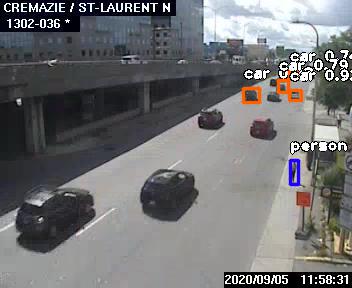 CREMAZIE / ST-LAURENT N
1302-036 *
car 0.74
car 0.79
car 0.9
car
person
2020/09/05 11:58:31